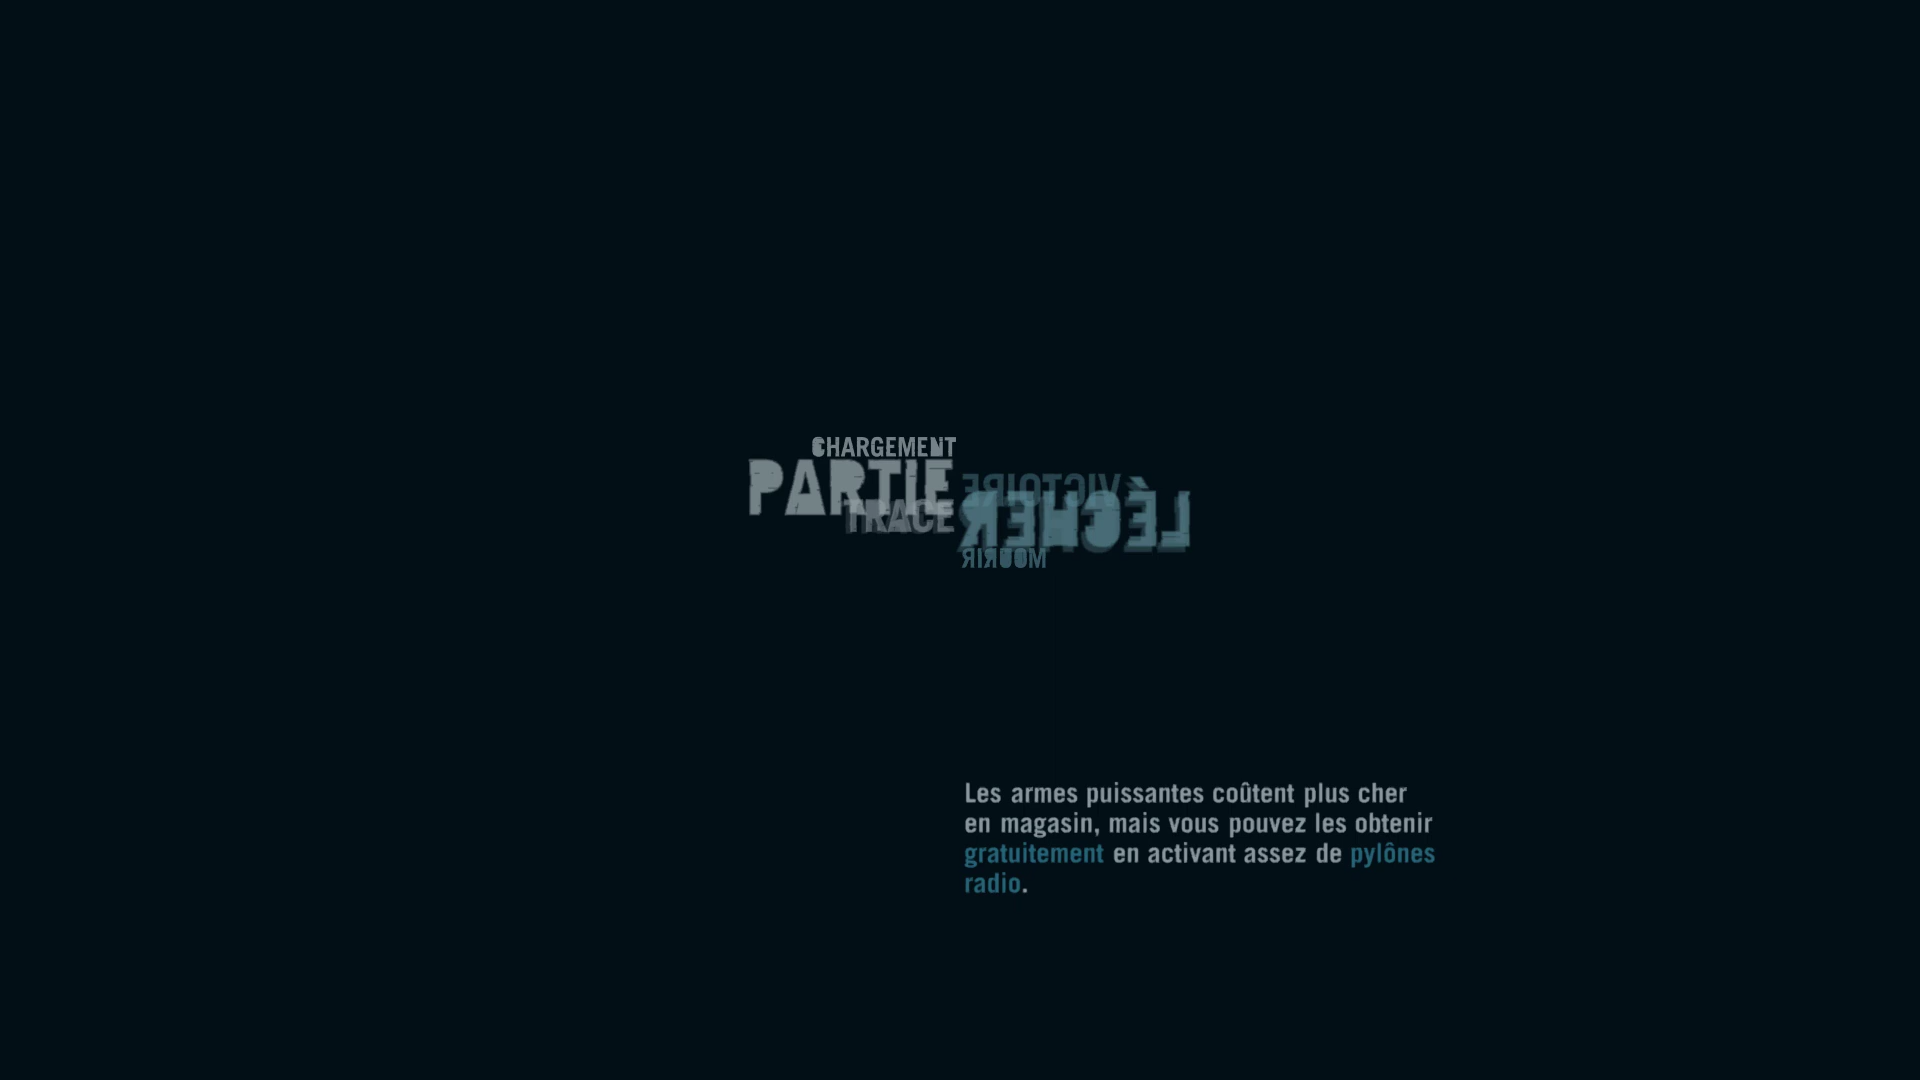 CHARGEMENT
PARTIE
TRACE
VICTOIRE
LÉCHER
MOURIR
Les armes puissantes coûtent plus cher
en magasin, mais vous pouvez les obtenir
gratuitement en activant assez de pylônes
radio.